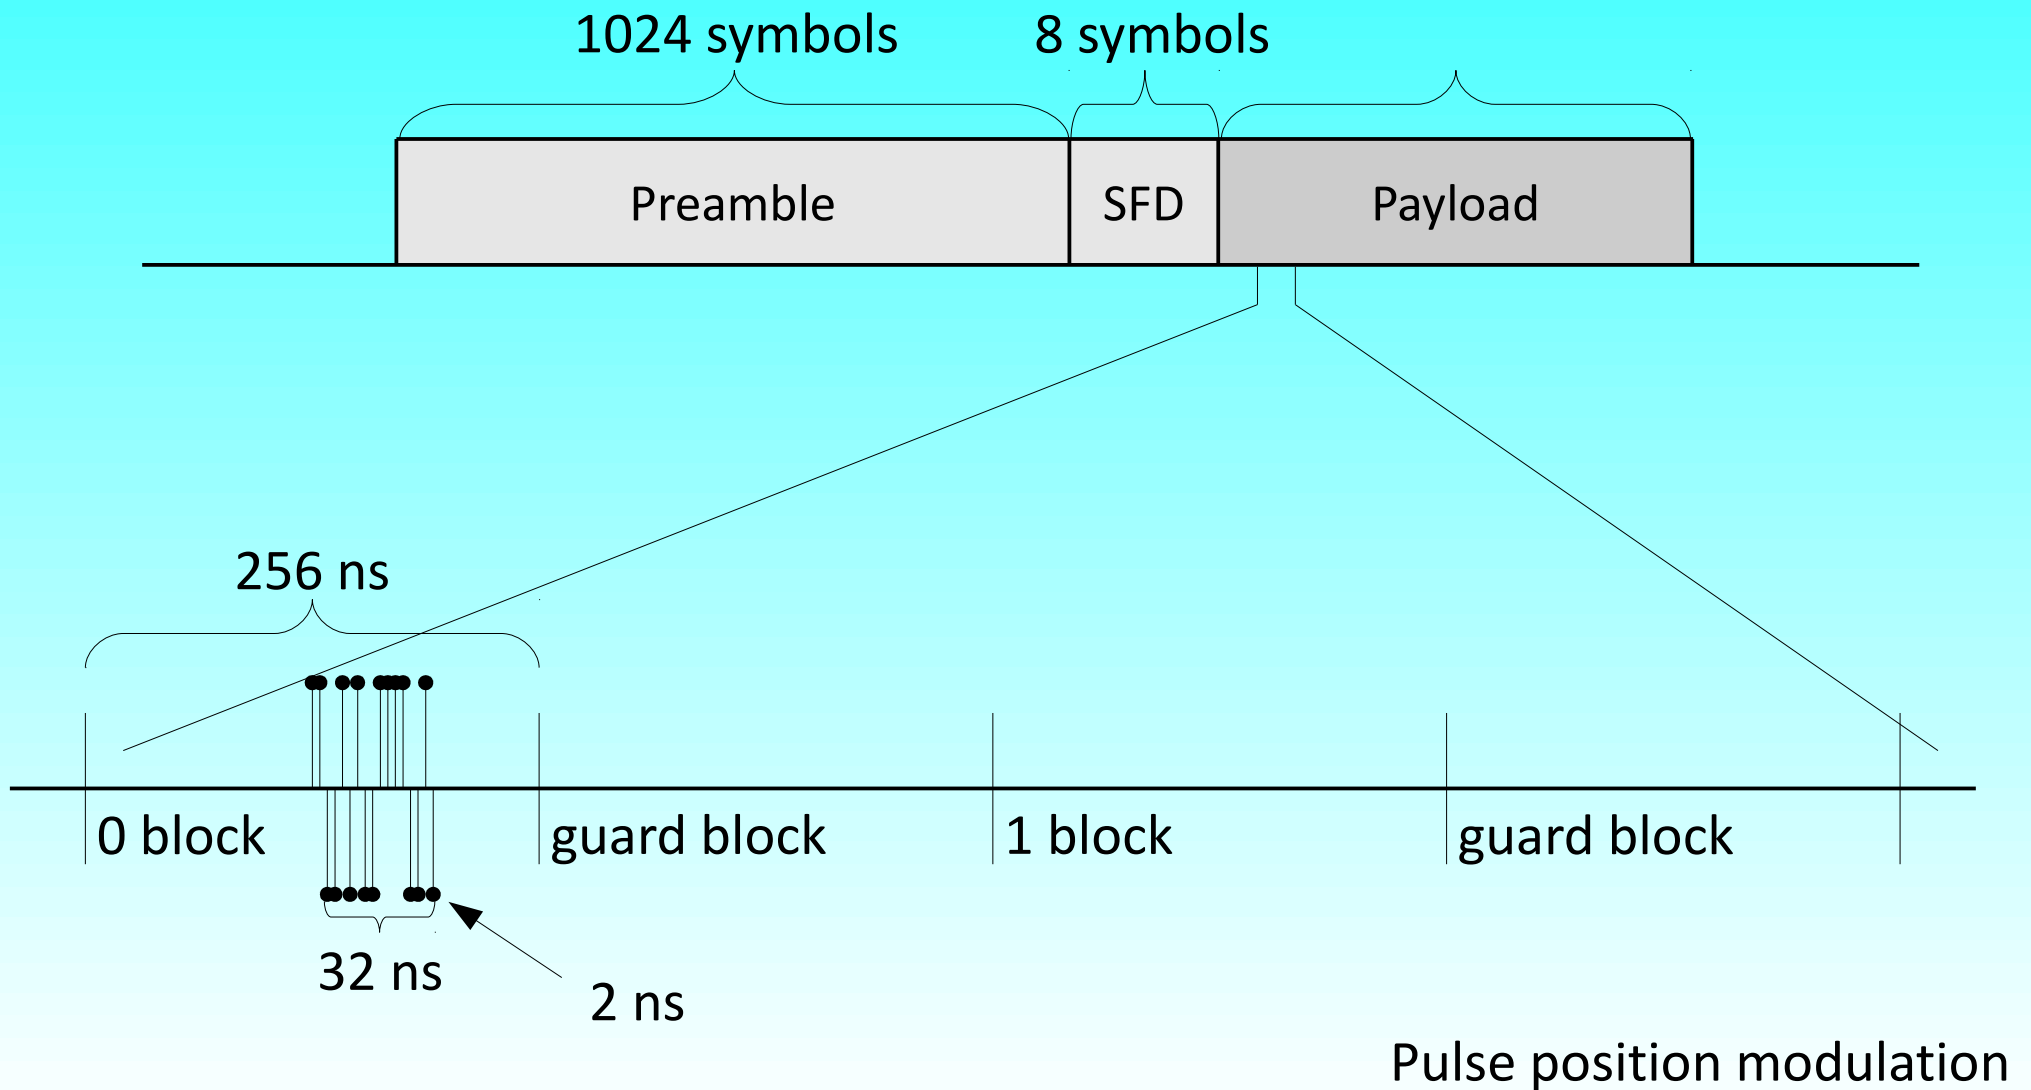 1024 symbols
8 symbols
Preamble
SFD
Payload
256 ns
0 block
guard block
1 block
guard block
32 ns
2 ns
Pulse position modulation